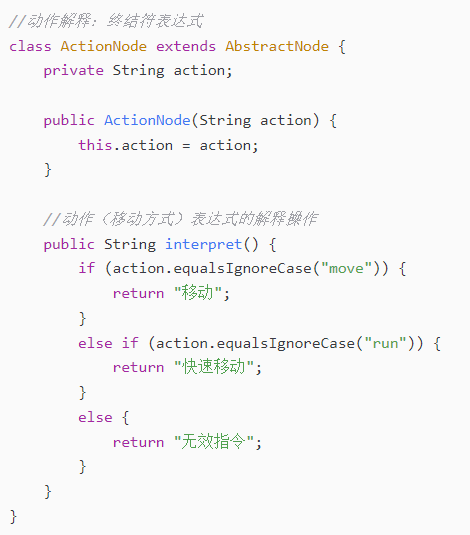 //动作解释：终结符表达式
class ActionNode extends AbstractNode {
    private String action;

    public ActionNode(String action) {
        this.action = action;
    }

    //动作（移动方式）表达式的解释操作
    public String interpret() {
        if (action.equalsIgnoreCase("move")) {
            return "移动";
        }
        else if (action.equalsIgnoreCase("run")) {
            return "快速移动";
        }
        else {
            return "无效指令";
        }
    }
}